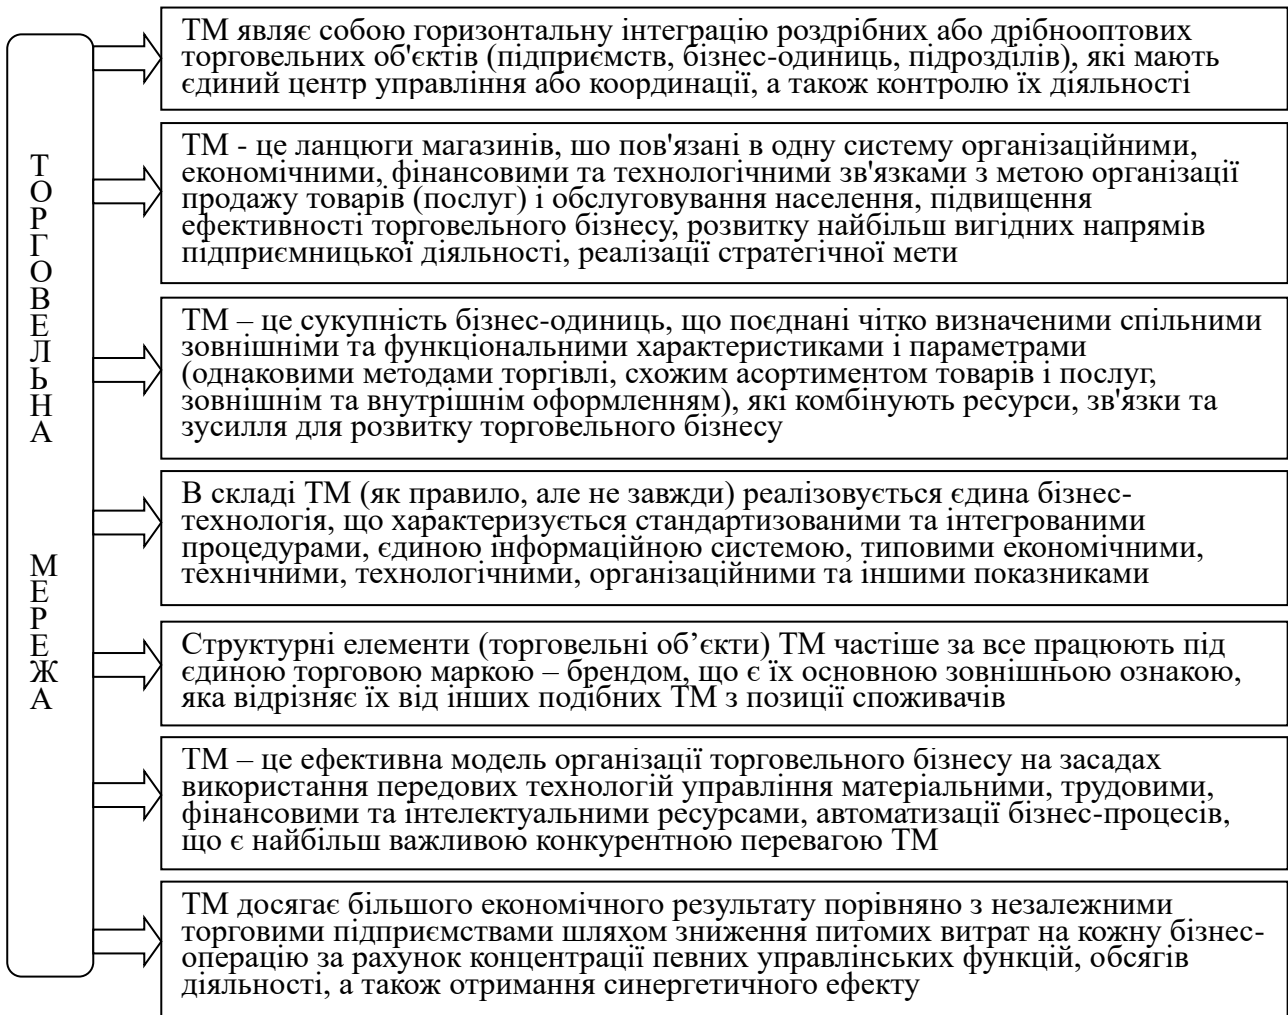 ТОРГОВЕЛЬНА МЕРЕЖА
ТМ являє собою горизонтальну інтеграцію роздрібних або дрібнооптових
торговельних об'єктів (підприємств, бізнес-одиниць, підрозділів), які мають
єдиний центр управління або координації, а також контролю їх діяльності
ТМ - це ланцюги магазинів, шо пов'язані в одну систему організаційними,
економічними, фінансовими та технологічними зв'язками з метою організації
продажу товарів (послуг) і обслуговування населення, підвищення
ефективності торговельного бізнесу, розвитку найбільш вигідних напрямів
підприємницької діяльності, реалізації стратегічної мети
ТМ – це сукупність бізнес-одиниць, що поєднані чітко визначеними спільними
зовнішніми та функціональними характеристиками і параметрами
(однаковими методами торгівлі, схожим асортиментом товарів і послуг,
зовнішнім та внутрішнім оформленням), які комбінують ресурси, зв'язки та
зусилля для розвитку торговельного бізнесу
В складі ТМ (як правило, але не завжди) реалізовується єдина бізнес-
технологія, що характеризується стандартизованими та інтегрованими
процедурами, єдиною інформаційною системою, типовими економічними,
технічними, технологічними, організаційними та іншими показниками
Структурні елементи (торговельні об’єкти) ТМ частіше за все працюють під
єдиною торговою маркою – брендом, що є їх основною зовнішньою ознакою,
яка відрізняє їх від інших подібних ТМ з позиції споживачів
ТМ – це ефективна модель організації торговельного бізнесу на засадах
використання передових технологій управління матеріальними, трудовими,
фінансовими та інтелектуальними ресурсами, автоматизації бізнес-процесів,
що є найбільш важливою конкурентною перевагою ТМ
ТМ досягає більшого економічного результату порівняно з незалежними
торговими підприємствами шляхом зниження питомих витрат на кожну бізнес-
операцію за рахунок концентрації певних управлінських функцій, обсягів
діяльності, а також отримання синергетичного ефекту